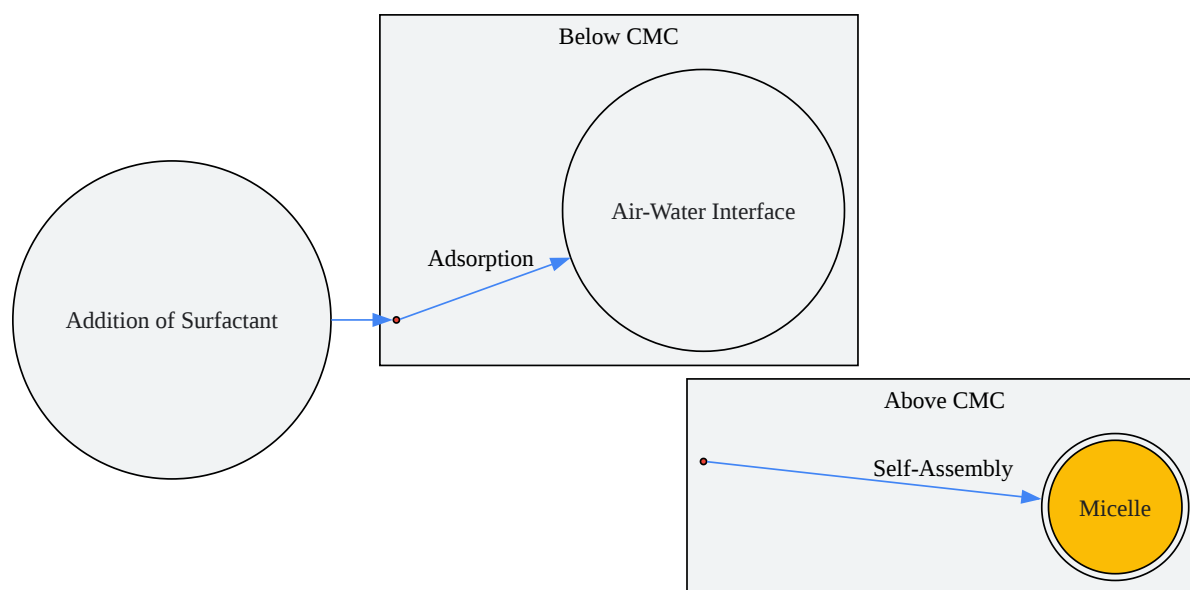 Below CMC
Air-Water Interface
Adsorption
Addition of Surfactant
Above CMC
Self-Assembly
Micelle